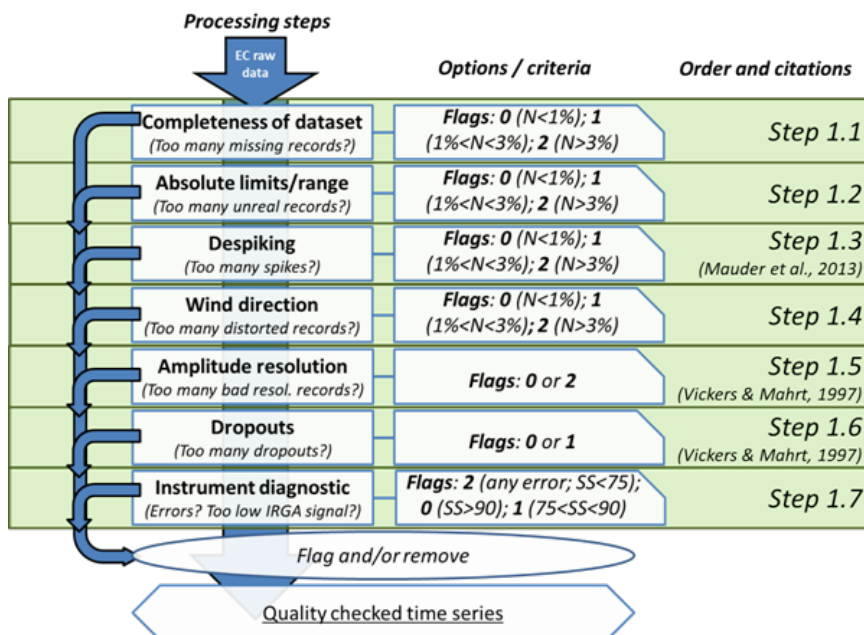 Processing steps
EC raw
data
Options / criteria
Order and citations
Completeness of dataset
(Too many missing records?)
Flags: 0 (N<1%); 1
(1%<N<3%); 2 (N>3%)
Step 1.1
Absolute limits/range
(Too many unreal records?)
Flags: 0 (N<1%); 1
(1%<N<3%); 2 (N>3%)
Step 1.2
Despiking
(Too many spikes?)
Flags: 0 (N<1%); 1
(1%<N<3%); 2 (N>3%)
Step 1.3
(Mauder et al., 2013)
Wind direction
(Too many distorted records?)
Flags: 0 (N<1%); 1
(1%<N<3%); 2 (N>3%)
Step 1.4
Amplitude resolution
(Too many bad resol. records?)
Flags: 0 or 2
Step 1.5
(Vickers & Mahrt, 1997)
Dropouts
(Too many dropouts?)
Flags: 0 or 1
Step 1.6
(Vickers & Mahrt, 1997)
Instrument diagnostic
(Errors? Too low IRGA signal?)
Flags: 2 (any error; SS<75);
0 (SS>90); 1 (75<SS<90)
Step 1.7
Flag and/or remove
Quality checked time series